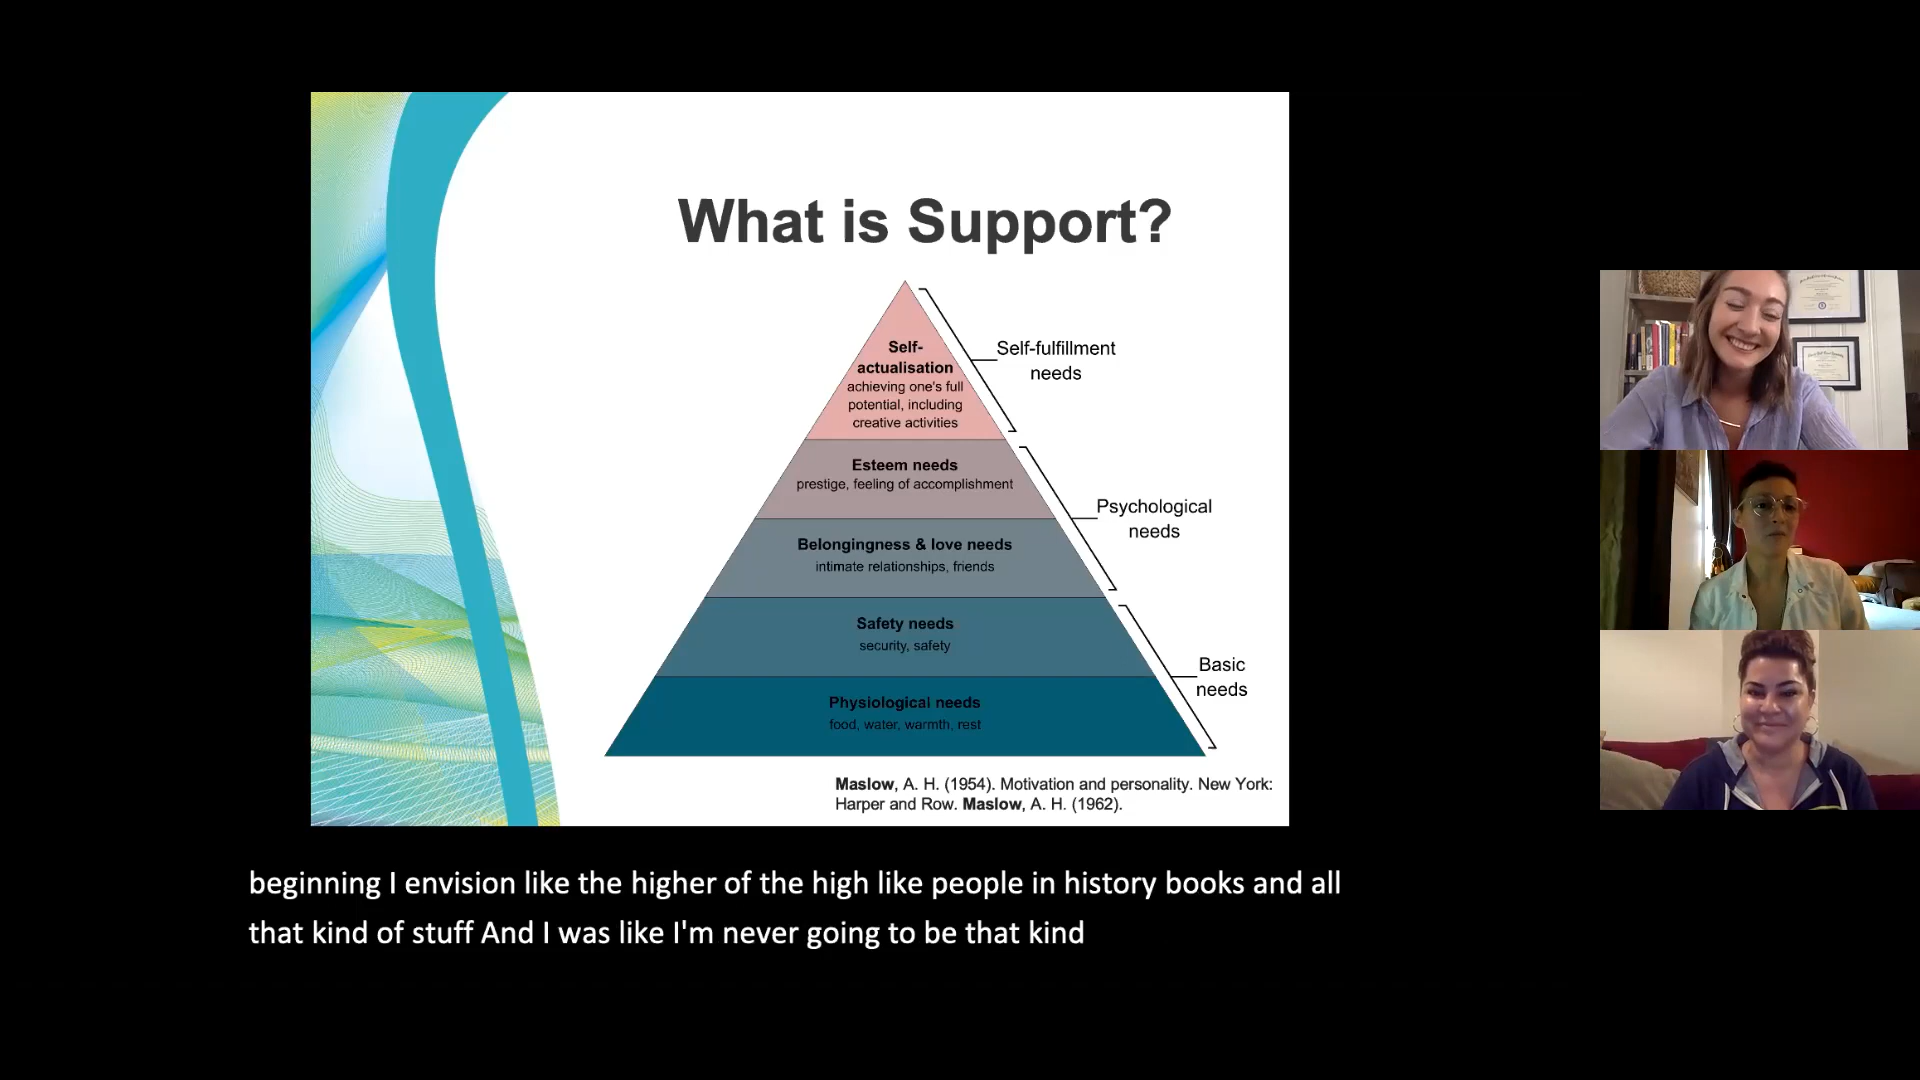 What is Support?
Self-
actualisation
achieving one's full
potential, including
creative activities
Self-fulfillment
needs
Esteem needs
prestige, feeling of accomplishment
Psychological
needs
Belongingness & love needs
intimate relationships, friends
Safety needs
security, safety
Basic
needs
Physiological needs
food, water, warmth, rest
Maslow, A. H. (1954). Motivation and personality. New York:
Harper and Row. Maslow, A. H. (1962).
beginning I envision like the higher of the high like people in history books and all
that kind of stuff And I was like I'm never going to be that kind